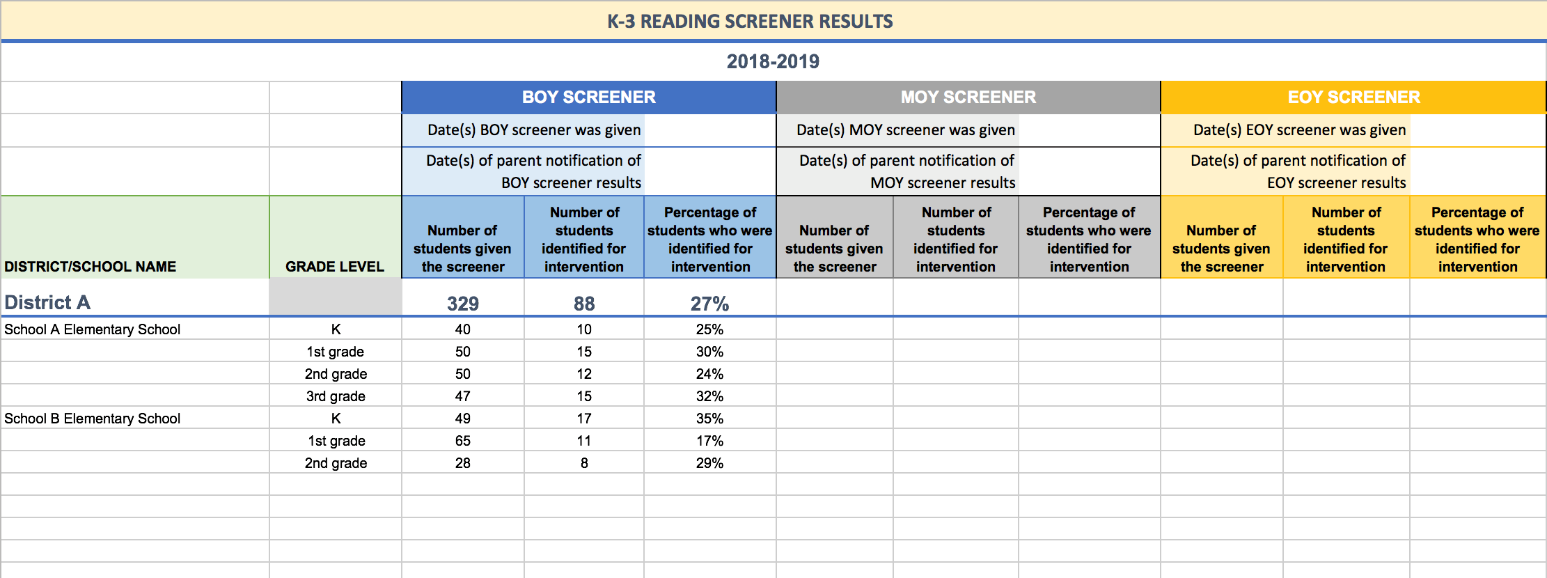 K-3 READING SCREENER RESULTS
2018-2019
BOY SCREENER MOY SCREENER EOY SCREENER
Date(s) BOY screener was given Date(s) MOY screener was given Date(s) EOY screener was given
Date(s) of parent notification of BOY screener results Date(s) of parent notification of MOY screener results Date(s) of parent notification of EOY screener results
DISTRICT/SCHOOL NAME GRADE LEVEL Number of students given the screener Number of students identified for intervention Percentage of students who were identified for intervention Number of students given the screener Number of students identified for intervention Percentage of students who were identified for intervention Number of students given the screener Number of students identified for intervention Percentage of students who were identified for intervention
District A 329 88 27%
School A Elementary School K 40 10 25%
1st grade 50 15 30%
2nd grade 50 12 24%
3rd grade 47 15 32%
School B Elementary School K 49 17 35%
1st grade 65 11 17%
2nd grade 28 8 29%